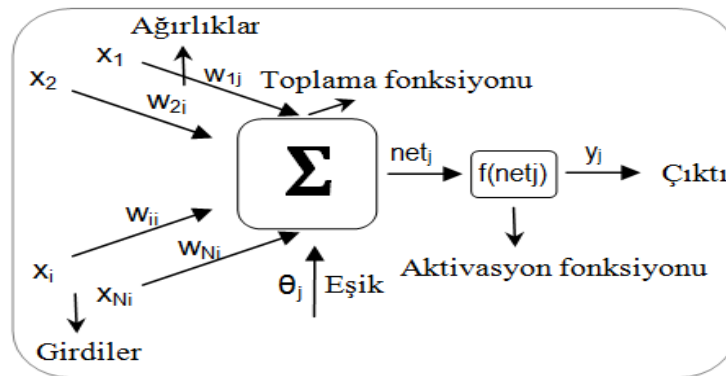 Ağırlıklar
x1
w1j
x2
w2i
Toplama fonksiyonu
Σ
netj
f(netj)
yj
Çıktı
wii
wNi
xi
xNi
θj
Eşik
Aktivasyon fonksiyonu
Girdiler